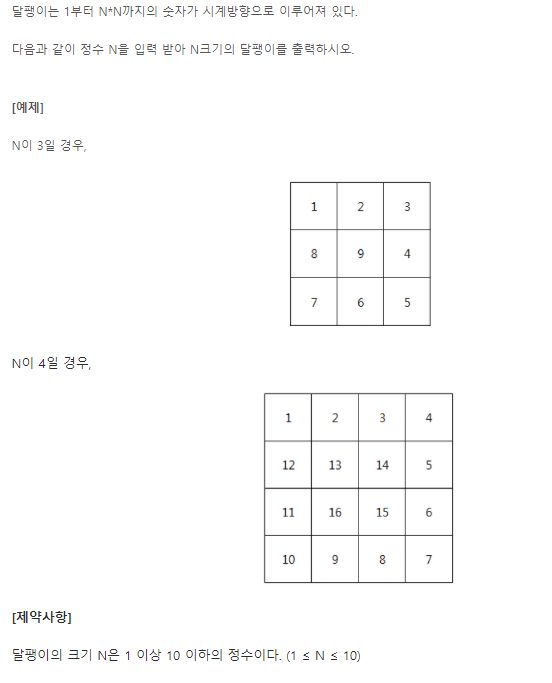 달팽이는 1부터 N*N까지의 숫자가 시계방향으로 이루어져 있다.
다음과 같이 정수 N을 입력 받아 N크기의 달팽이를 출력하시오.
[예제]
N이 3일 경우,
1 2 3
8 9 4
7 6 5
N이 4일 경우,
1 2 3 4
12 13 14 5
11 16 15 6
10 9 8 7
[제약사항]
달팽이의 크기 N은 1 이상 10 이하의 정수이다. (1 ≤ N ≤ 10)